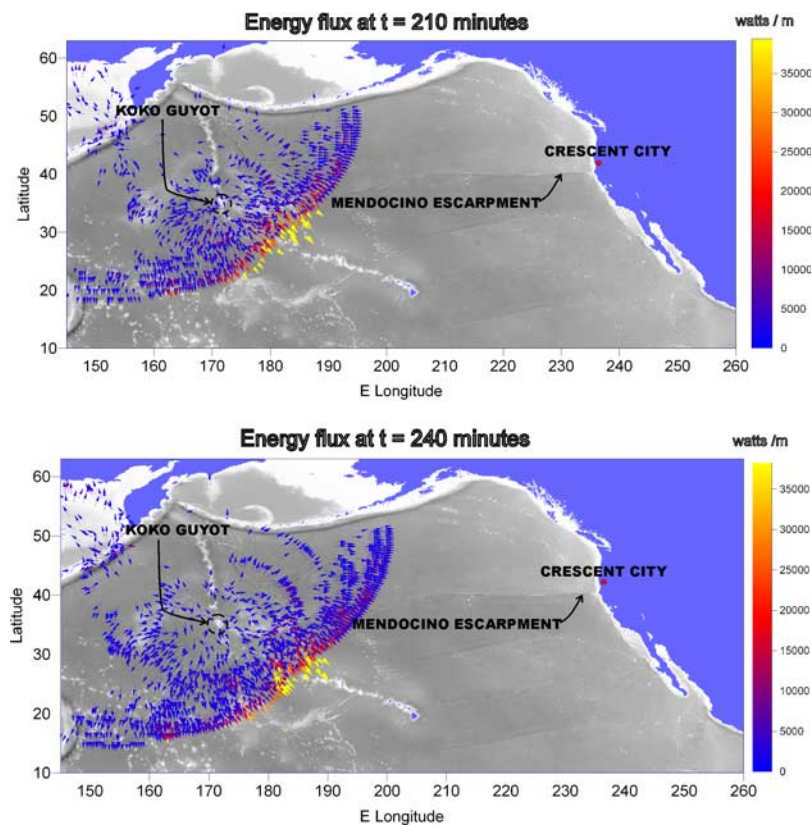 Energy flux at t = 210 minutes
watts / m
60
50
40
30
20
10
Latitude
KOKO GUYOT
CRESCENT CITY
MENDOCINO ESCARPMENT
150 160 170 180 190 200 210 220 230 240 250 260
E Longitude
35000
30000
25000
20000
15000
10000
5000
0
Energy flux at t = 240 minutes
watts /m
60
50
40
30
20
10
Latitude
KOKO GUYOT
CRESCENT CITY
MENDOCINO ESCARPMENT
150 160 170 180 190 200 210 220 230 240 250 260
E Longitude
35000
30000
25000
20000
15000
10000
5000
0